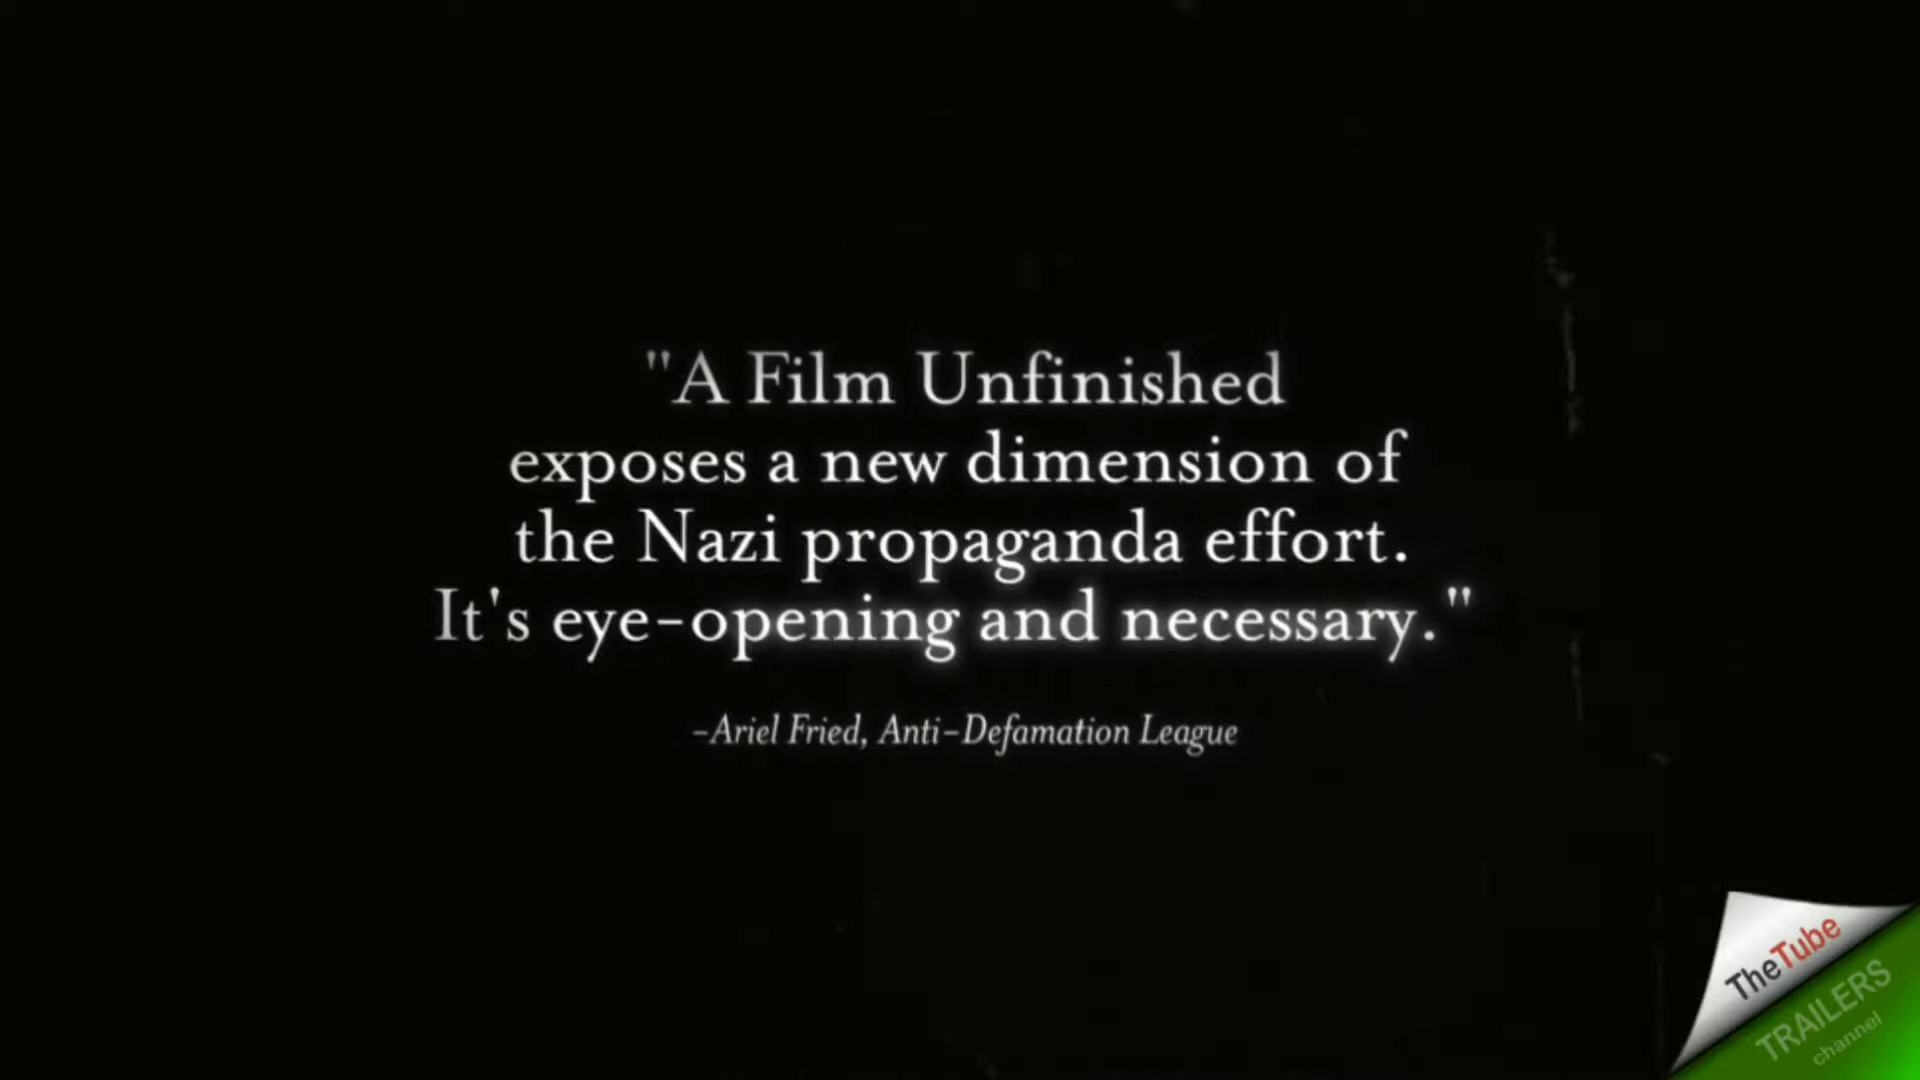 "A Film Unfinished
exposes a new dimension of
the Nazi propaganda effort.
It's eye-opening and necessary."
-Ariel Fried, Anti-Defamation League
TheTube
TRAILERS
channel